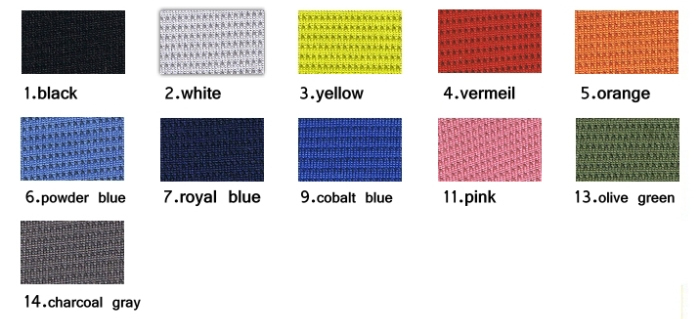 1.black 2.white 3.yellow 4.vermeil 5.orange
6.powder blue 7.royal blue 9.cobalt blue 11.pink 13.olive green
14.charcoal gray